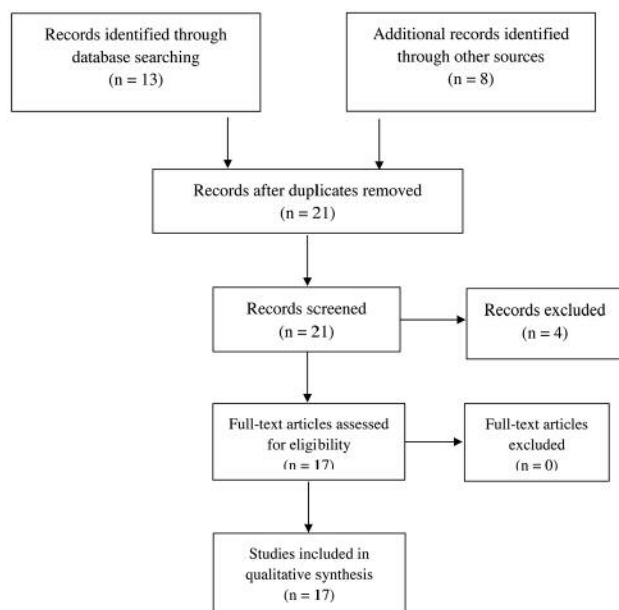 Records identified through
database searching
(n = 13)
Additional records identified
through other sources
(n = 8)
Records after duplicates removed
(n = 21)
Records screened
(n = 21)
Records excluded
(n = 4)
Full-text articles assessed
for eligibility
(n = 17)
Full-text articles
excluded
(n = 0)
Studies included in
qualitative synthesis
(n = 17)